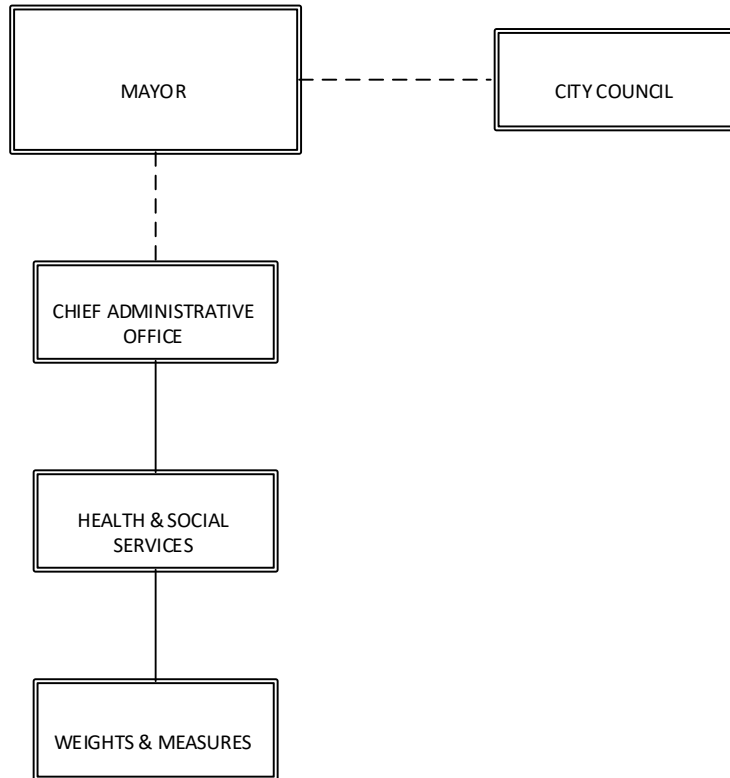 MAYOR
CITY COUNCIL
CHIEF ADMINISTRATIVE
OFFICE
HEALTH & SOCIAL
SERVICES
WEIGHTS & MEASURES